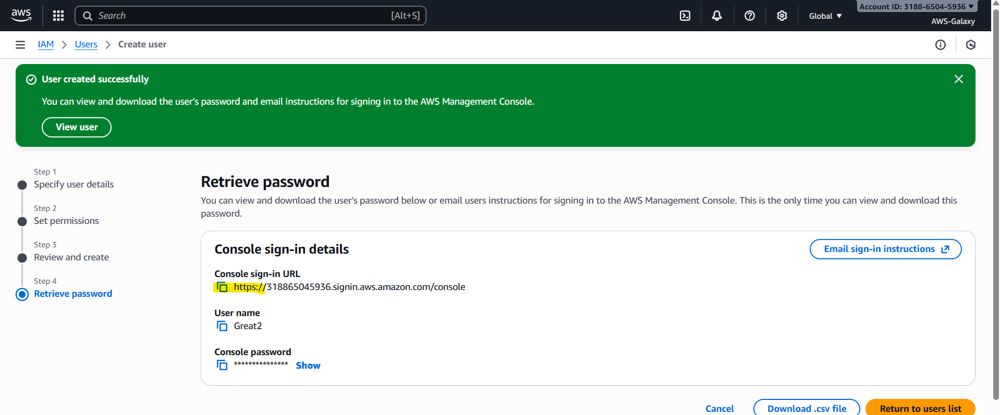 aws
Search [Alt+S]
Global
Account ID: 3188-6504-5936
AWS-Galaxy
IAM Users Create user
User created successfully
You can view and download the user's password and email instructions for signing in to the AWS Management Console.
View user
Step 1
Specify user details
Step 2
Set permissions
Step 3
Review and create
Step 4
Retrieve password
Retrieve password
You can view and download the user's password below or email users instructions for signing in to the AWS Management Console. This is the only time you can view and download this
password.
Console sign-in details
Email sign-in instructions
Console sign-in URL
https://318865045936.signin.aws.amazon.com/console
User name
Great2
Console password
*************** Show
Cancel Download .csv file Return to users list